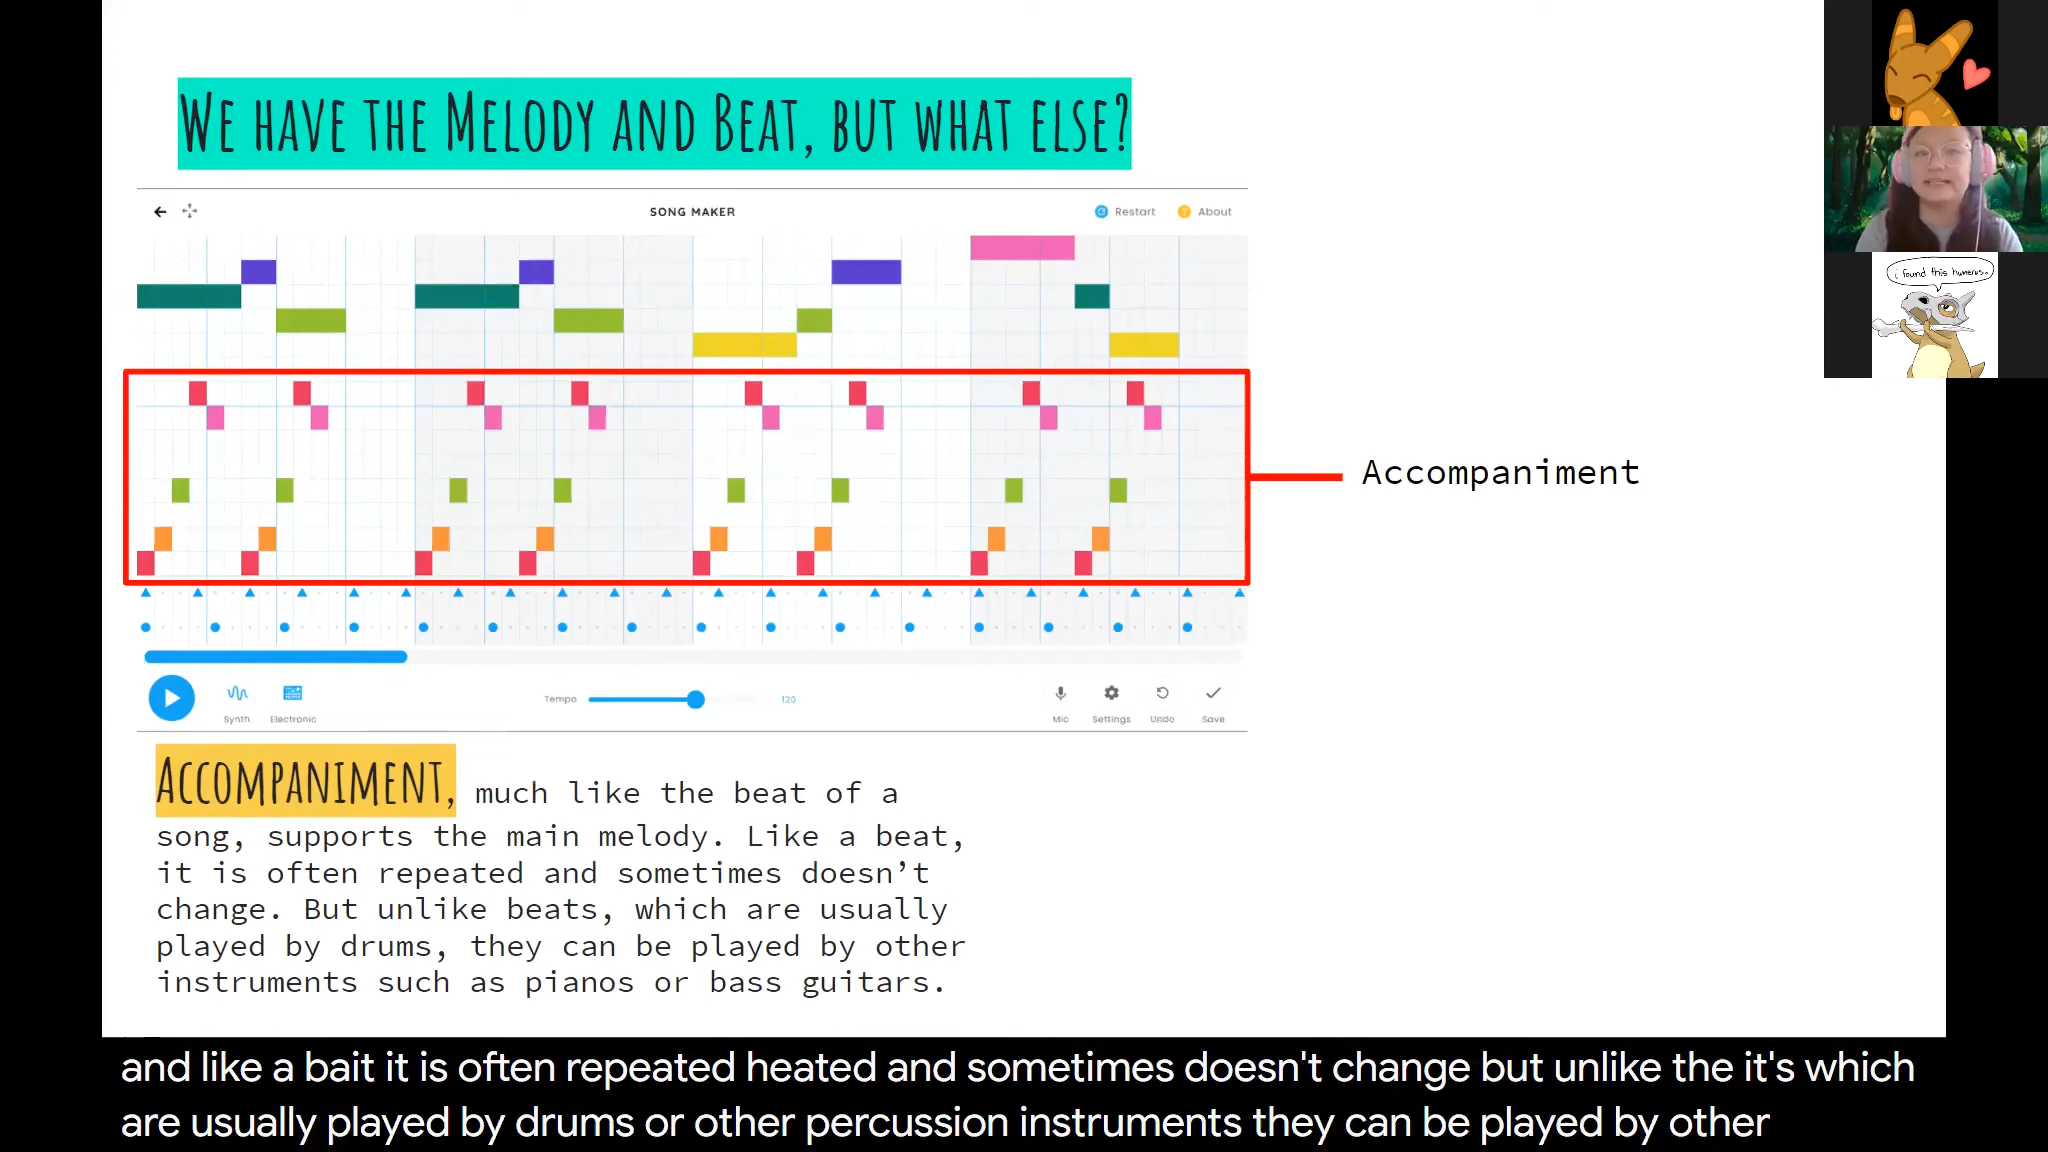 We have the Melody and Beat, but what else?
SONG MAKER
Restart
About
i found this humerus.
Accompaniment
Tempo
120
Synth
Electronic
Mic
Settings
Undo
Save
Accompaniment, much like the beat of a
song, supports the main melody. Like a beat,
it is often repeated and sometimes doesn’t
change. But unlike beats, which are usually
played by drums, they can be played by other
instruments such as pianos or bass guitars.
and like a bait it is often repeated heated and sometimes doesn't change but unlike the it's which
are usually played by drums or other percussion instruments they can be played by other